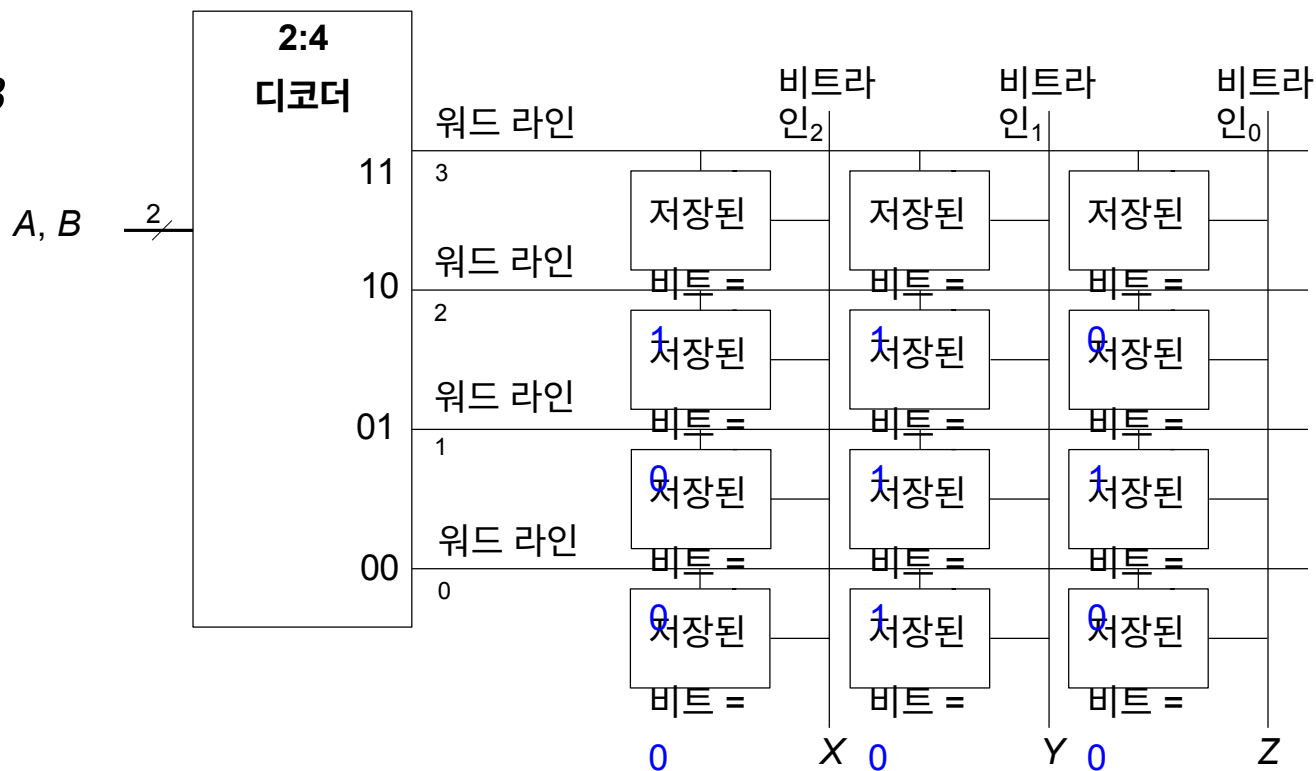 2:4
디코더
비트라
인2
비트라
인1
비트라
인0
워드 라인
3
11
A, B
2
저장된
저장된
저장된
워드 라인
2
10
비트 =
비트 =
비트 =
1
1
0
저장된
저장된
저장된
워드 라인
1
01
비트 =
비트 =
비트 =
0
1
1
저장된
저장된
저장된
워드 라인
0
00
비트 =
비트 =
비트 =
0
1
0
저장된
저장된
저장된
비트 =
비트 =
비트 =
0
X
0
Y
0
Z